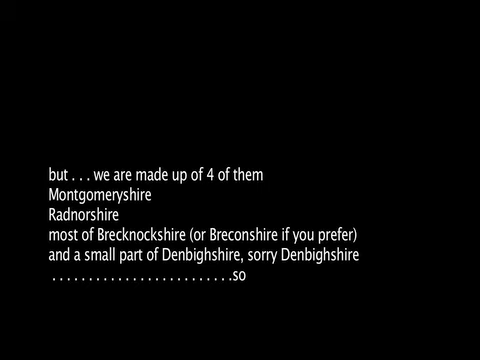 but . . . we are made up of 4 of them
Montgomeryshire
Radnorshire
most of Brecknockshire (or Breconshire if you prefer)
and a small part of Denbighshire, sorry Denbighshire
. . . . . . . . . . . . . . . . . . . . . . . . .so